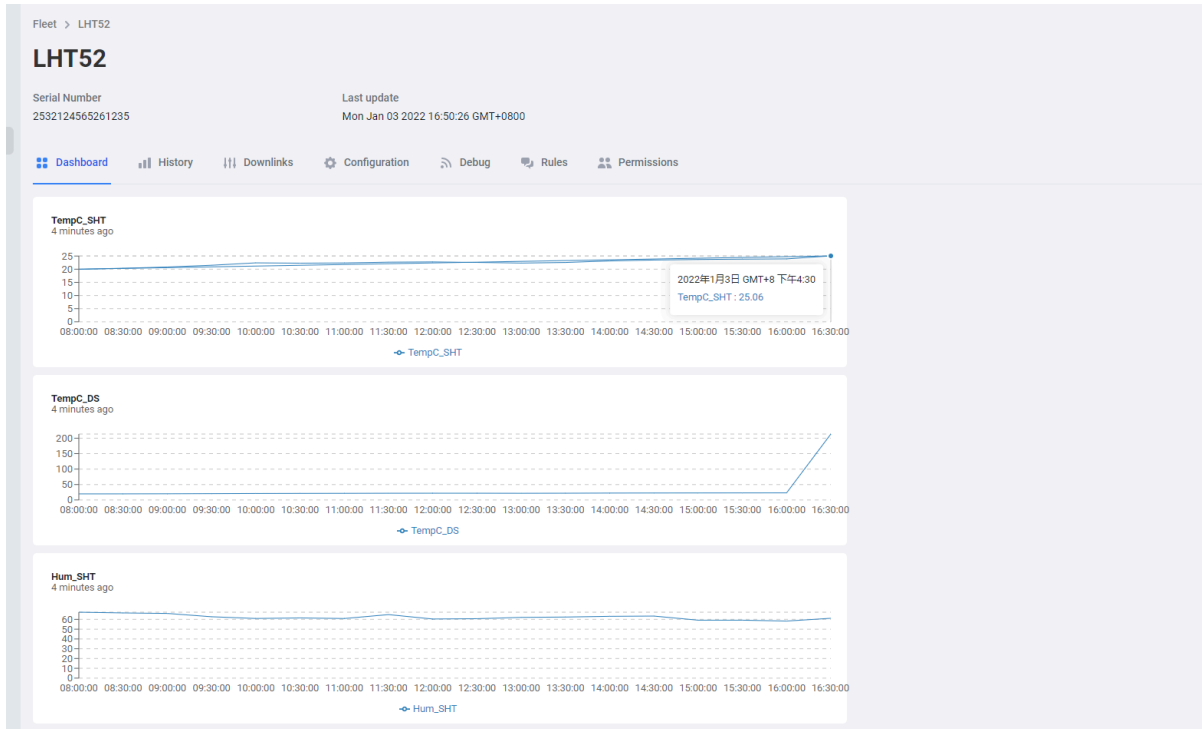 Fleet > LHT52
LHT52
Serial Number
2532124565261235
Last update
Mon Jan 03 2022 16:50:26 GMT+0800
Dashboard History Downlinks Configuration Debug Rules Permissions
TempC_SHT
4 minutes ago
25
20
15
10
5
0
2022年1月3日 GMT+8 下午4:30
TempC_SHT : 25.06
08:00:00 08:30:00 09:00:00 09:30:00 10:00:00 10:30:00 11:00:00 11:30:00 12:00:00 12:30:00 13:00:00 13:30:00 14:00:00 14:30:00 15:00:00 15:30:00 16:00:00 16:30:00
TempC_SHT
TempC_DS
4 minutes ago
200
150
100
50
0
08:00:00 08:30:00 09:00:00 09:30:00 10:00:00 10:30:00 11:00:00 11:30:00 12:00:00 12:30:00 13:00:00 13:30:00 14:00:00 14:30:00 15:00:00 15:30:00 16:00:00 16:30:00
TempC_DS
Hum_SHT
4 minutes ago
60
50
40
30
20
10
0
08:00:00 08:30:00 09:00:00 09:30:00 10:00:00 10:30:00 11:00:00 11:30:00 12:00:00 12:30:00 13:00:00 13:30:00 14:00:00 14:30:00 15:00:00 15:30:00 16:00:00 16:30:00
Hum_SHT